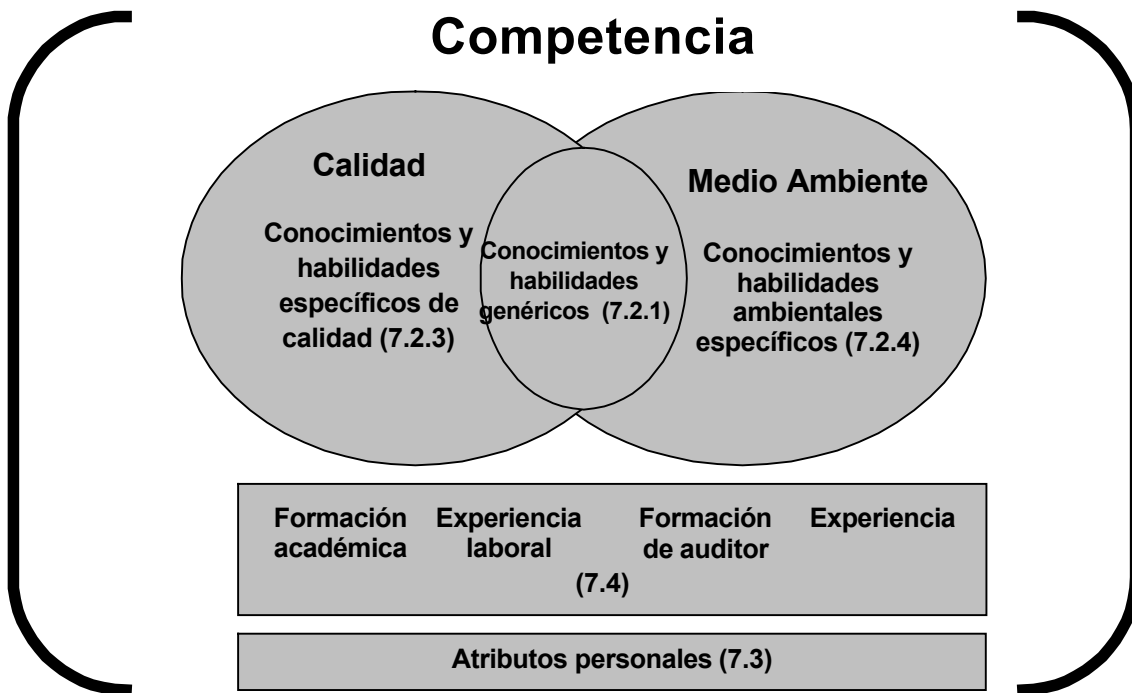 Competencia
Calidad
Conocimientos y
habilidades
específicos de
calidad (7.2.3)
Conocimientos y
habilidades
genéricos (7.2.1)
Medio Ambiente
Conocimientos y
habilidades
ambientales
específicos (7.2.4)
Formación
académica
Experiencia
laboral
Formación
de auditor
Experiencia
(7.4)
Atributos personales (7.3)